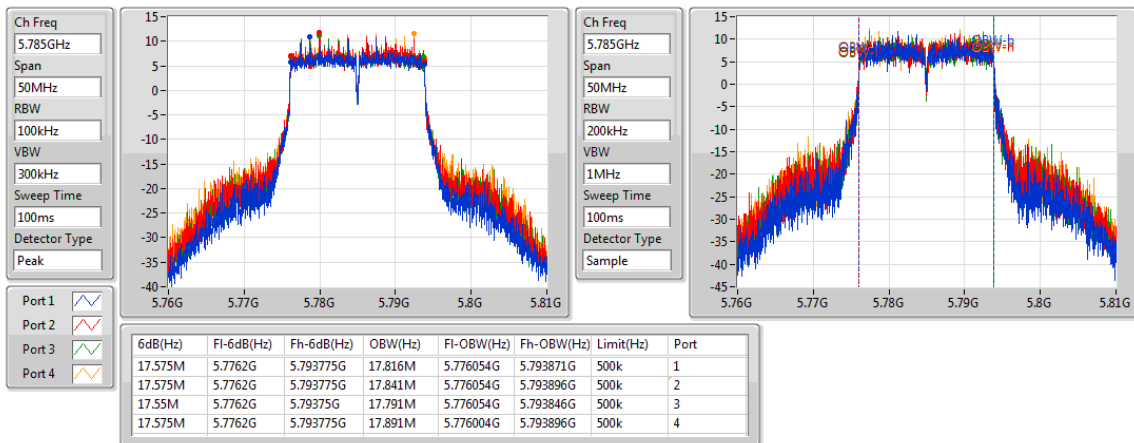 Ch Freq
5.785GHz
Span
50MHz
RBW
100kHz
VBW
300kHz
Sweep Time
100ms
Detector Type
Peak
15
10
5
0
-5
-10
-15
-20
-25
-30
-35
-40
5.76G 5.77G 5.78G 5.79G 5.8G 5.81G
Ch Freq
5.785GHz
Span
50MHz
RBW
200kHz
VBW
1MHz
Sweep Time
100ms
Detector Type
Sample
15
10
5
0
-5
-10
-15
-20
-25
-30
-35
-40
-45
5.76G 5.77G 5.78G 5.79G 5.8G 5.81G
Port 1
Port 2
Port 3
Port 4
6dB(Hz) Fl-6dB(Hz) Fh-6dB(Hz) OBW(Hz) Fl-OBW(Hz) Fh-OBW(Hz) Limit(Hz) Port
17.575M 5.7762G 5.793775G 17.816M 5.776054G 5.793871G 500k 1
17.575M 5.7762G 5.793775G 17.841M 5.776054G 5.793896G 500k 2
17.55M 5.7762G 5.79375G 17.791M 5.776054G 5.793846G 500k 3
17.575M 5.7762G 5.793775G 17.891M 5.776004G 5.793896G 500k 4